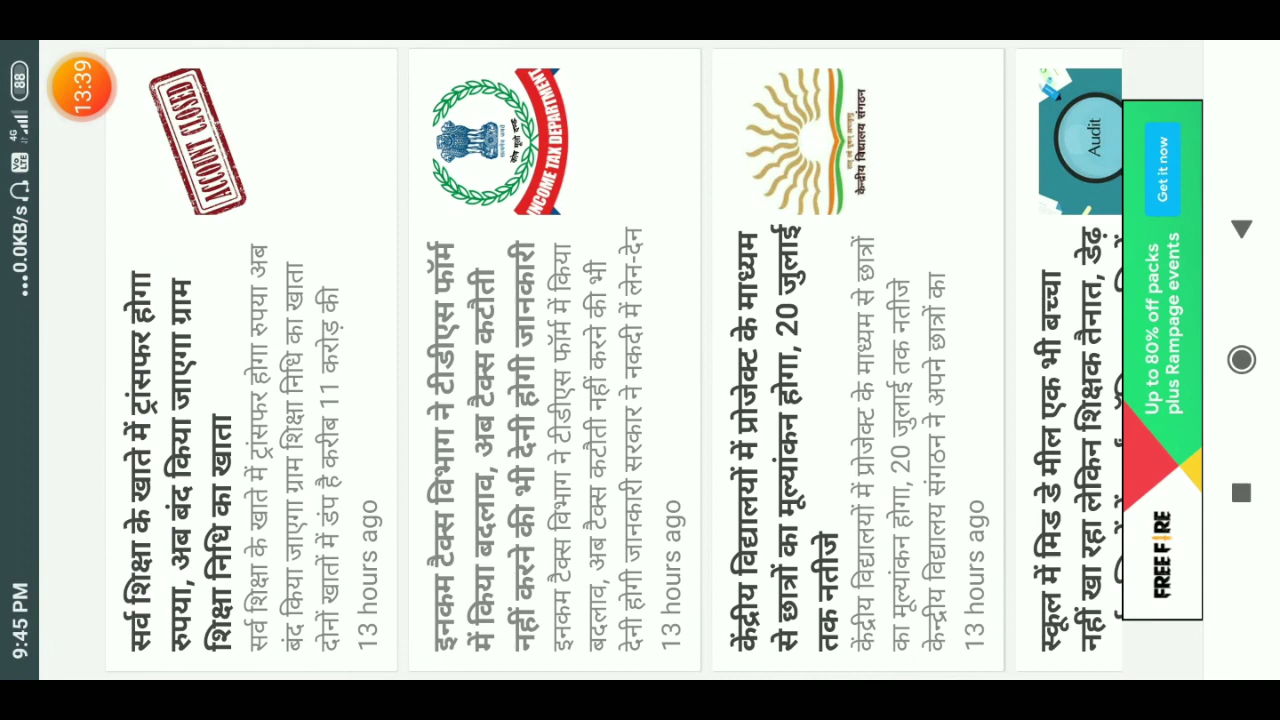 9:45 PM
...0.0KB/s Vo LTE 4G 88
13:39
सर्व शिक्षा के खाते में ट्रांसफर होगा
रुपया, अब बंद किया जाएगा ग्राम
शिक्षा निधि का खाता
सर्व शिक्षा के खाते में ट्रांसफर होगा रुपया अब
बंद किया जाएगा ग्राम शिक्षा निधि का खाता
दोनों खातों में डंप है करीब 11 करोड़ की
13 hours ago
ACCOUNT CLOSED
इनकम टैक्स विभाग ने टीडीएस फॉर्म
में किया बदलाव, अब टैक्स कटौती
नहीं करने की भी देनी होगी जानकारी
इनकम टैक्स विभाग ने टीडीएस फॉर्म में किया
बदलाव, अब टैक्स कटौती नहीं करने की भी
देनी होगी जानकारी सरकार ने नकदी में लेन-देन
13 hours ago
INCOME TAX DEPARTMENT
केंद्रीय विद्यालयों में प्रोजेक्ट के माध्यम
से छात्रों का मूल्यांकन होगा, 20 जुलाई
तक नतीजे
केंद्रीय विद्यालयों में प्रोजेक्ट के माध्यम से छात्रों
का मूल्यांकन होगा, 20 जुलाई तक नतीजे
केन्द्रीय विद्यालय संगठन ने अपने छात्रों का
13 hours ago
केन्द्रीय विद्यालय संगठन
स्कूल में मिड डे मील एक भी बच्चा
नहीं खा रहा लेकिन शिक्षक तैनात, डेढ़
Audit
FREE FIRE
Up to 80% off packs
plus Rampage events
Get it now